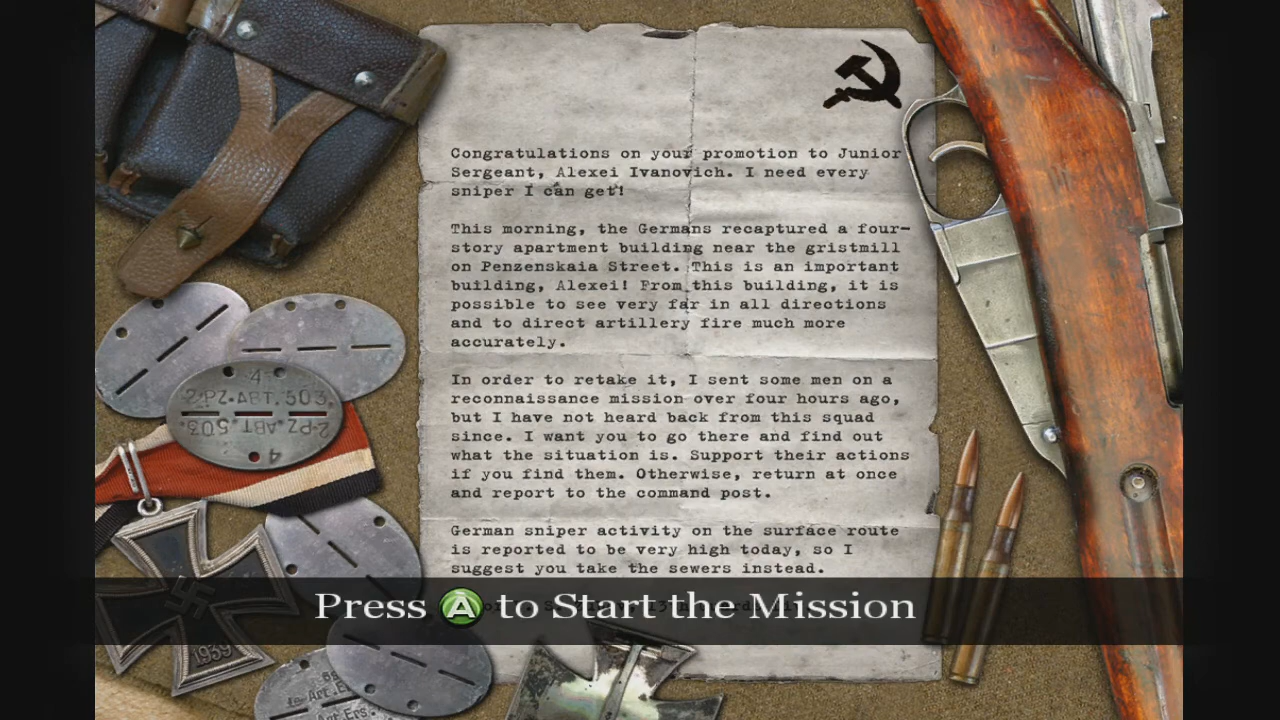 Congratulations on your promotion to Junior
Sergeant, Alexei Ivanovich. I need every
sniper I can get!
This morning, the Germans recaptured a four-
story apartment building near the gristmill
on Penzenskaia Street. This is an important
building, Alexei! From this building, it is
possible to see very far in all directions
and to direct artillery fire much more
accurately.
In order to retake it, I sent some men on a
reconnaissance mission over four hours ago,
but I have not heard back from this squad
since. I want you to go there and find out
what the situation is. Support their actions
if you find them. Otherwise, return at once
and report to the command post.
German sniper activity on the surface route
is reported to be very high today, so I
suggest you take the sewers instead.
Press A to Start the Mission
4
2·PZ·ABT.503
2-PZ·ABT.503
4
1939